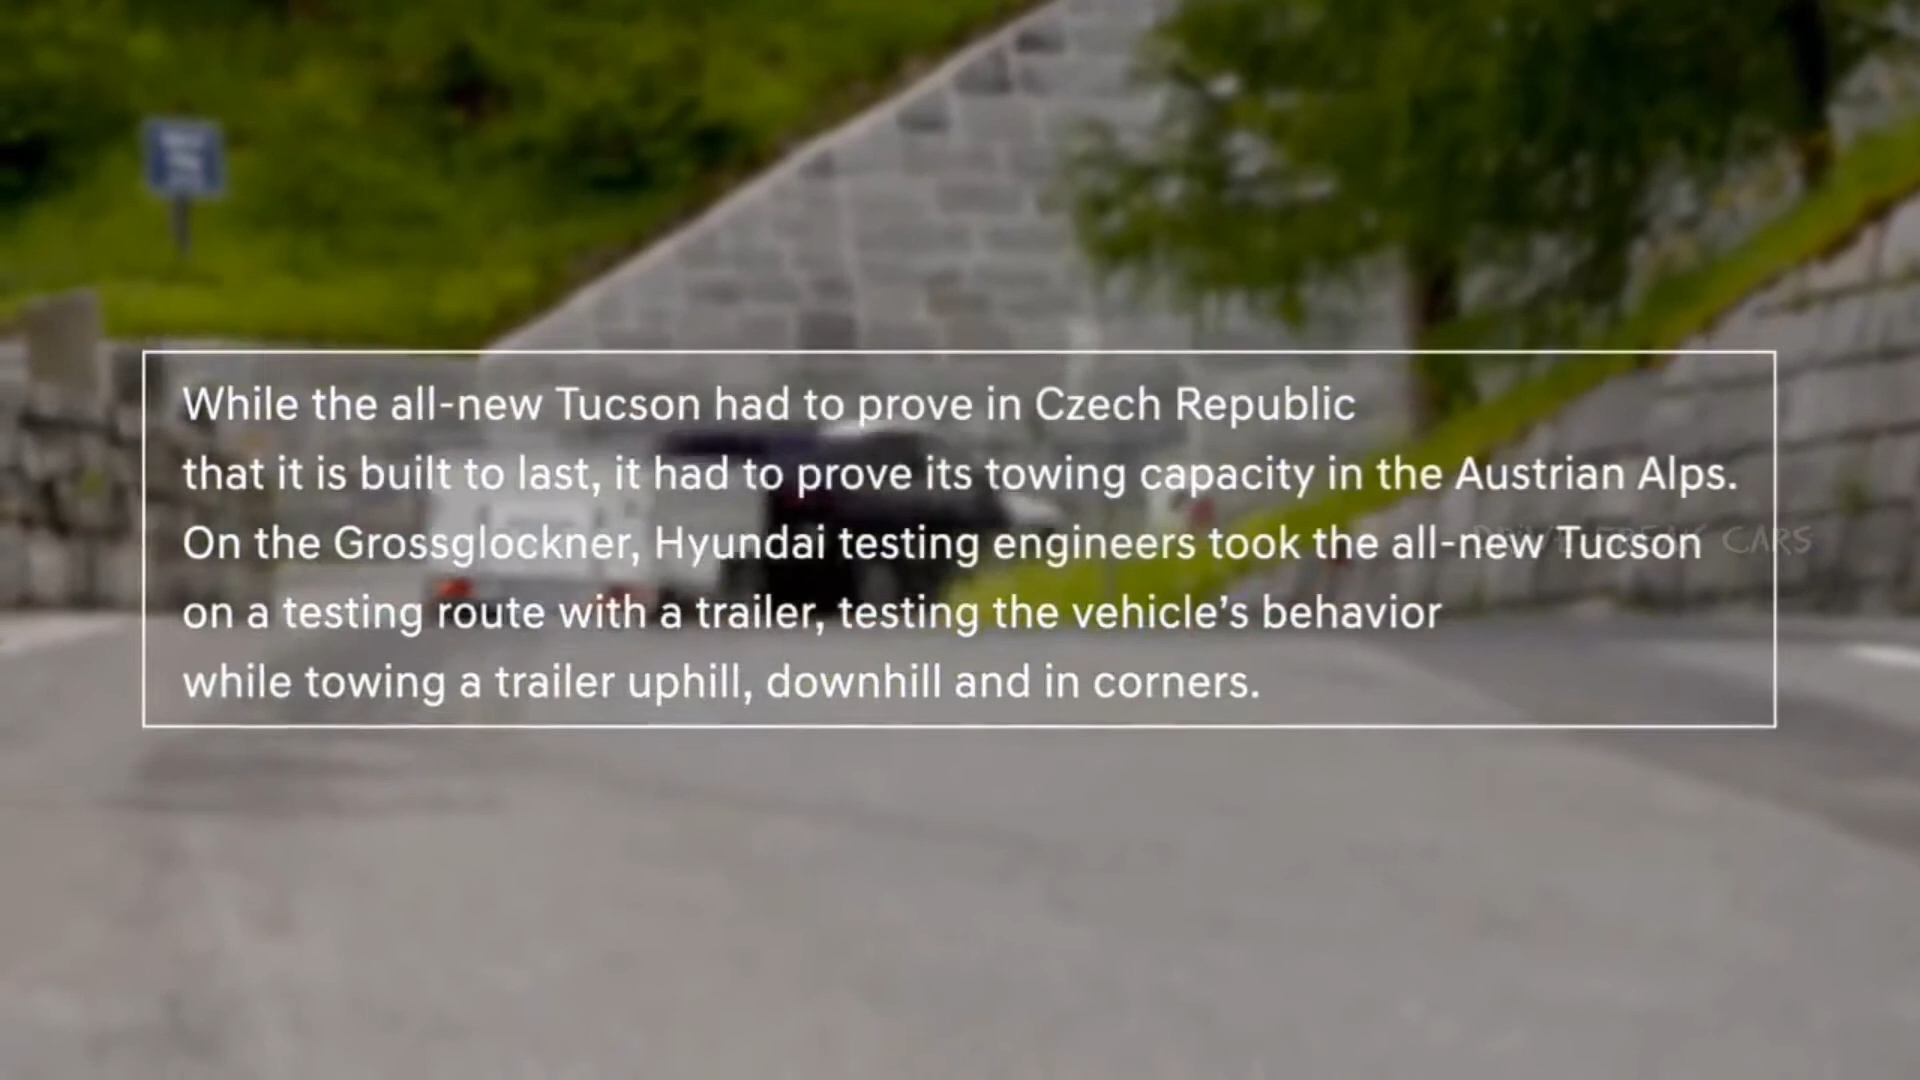 While the all-new Tucson had to prove in Czech Republic
that it is built to last, it had to prove its towing capacity in the Austrian Alps.
On the Grossglockner, Hyundai testing engineers took the all-new Tucson
on a testing route with a trailer, testing the vehicle’s behavior
while towing a trailer uphill, downhill and in corners.
CARS